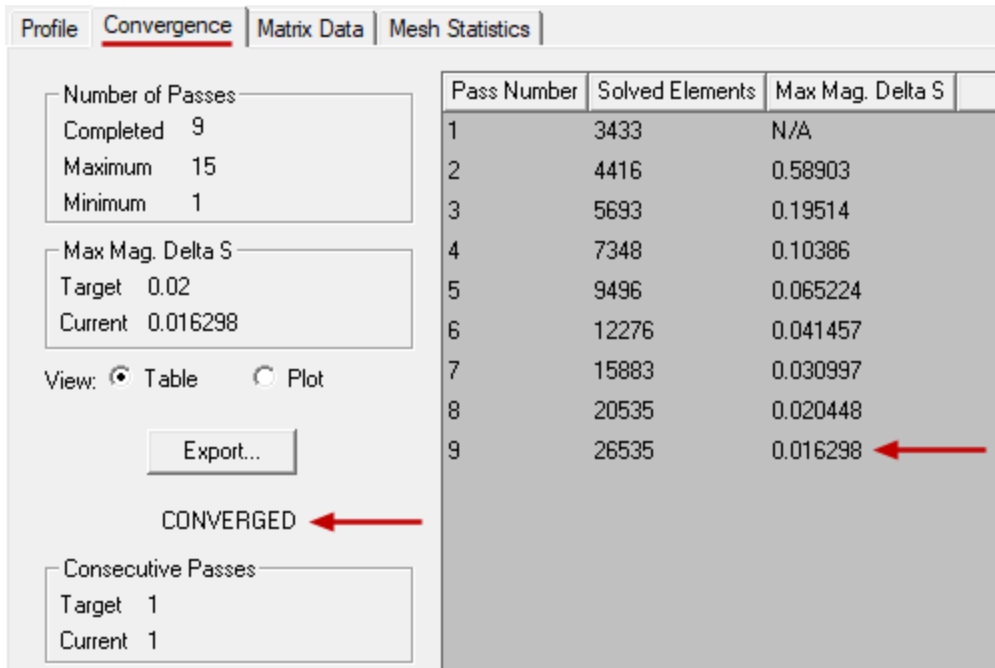 Profile Convergence Matrix Data Mesh Statistics
Number of Passes
Completed 9
Maximum 15
Minimum 1
Max Mag. Delta S
Target 0.02
Current 0.016298
View: Table Plot
Export...
CONVERGED
Consecutive Passes
Target 1
Current 1
Pass Number Solved Elements Max Mag. Delta S
1 3433 N/A
2 4416 0.58903
3 5693 0.19514
4 7348 0.10386
5 9496 0.065224
6 12276 0.041457
7 15883 0.030997
8 20535 0.020448
9 26535 0.016298